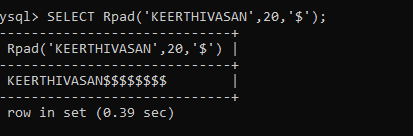 ysql> SELECT Rpad('KEERTHIVASAN',20,'$');
-----------------------------+
Rpad('KEERTHIVASAN',20,'$') |
-----------------------------+
KEERTHIVASAN$$$$$$$$ |
-----------------------------+
row in set (0.39 sec)